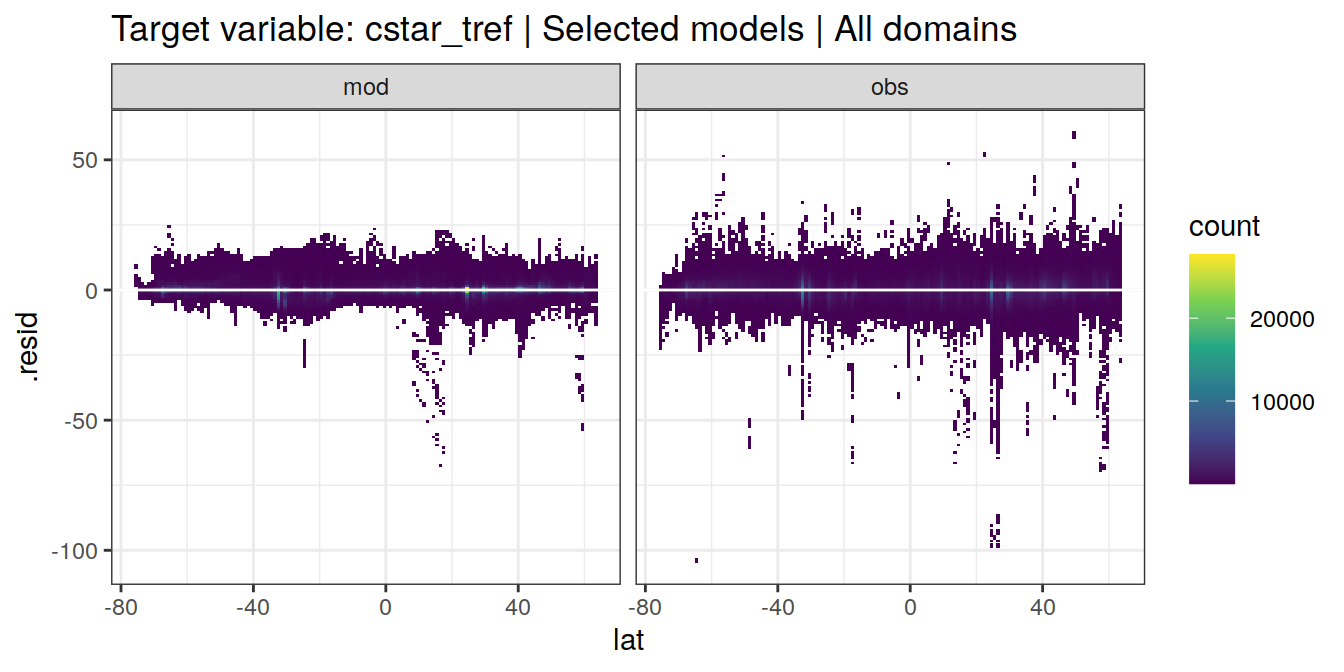 Target variable: cstar_tref | Selected models | All domains
mod
obs
50
0
-50
-100
.resid
-80
-40
0
40
-80
-40
0
40
lat
count
20000
10000